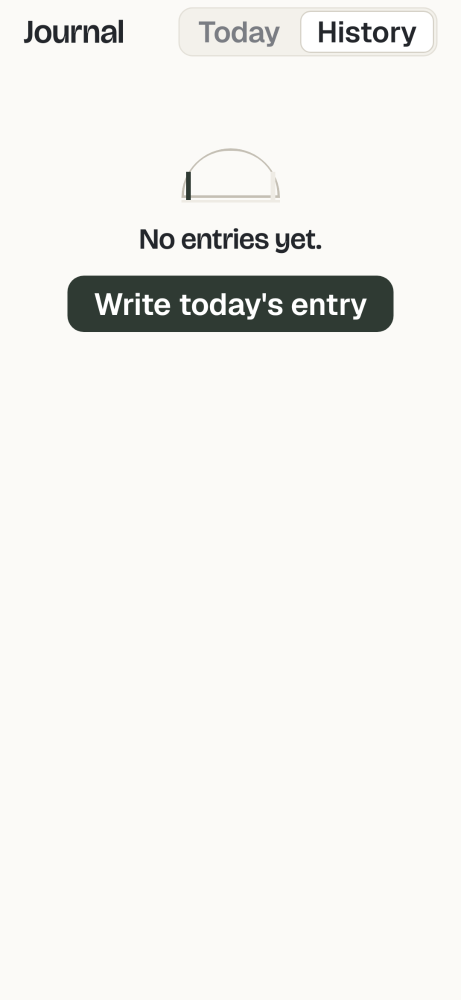 Journal
Today
History
No entries yet.
Write today's entry